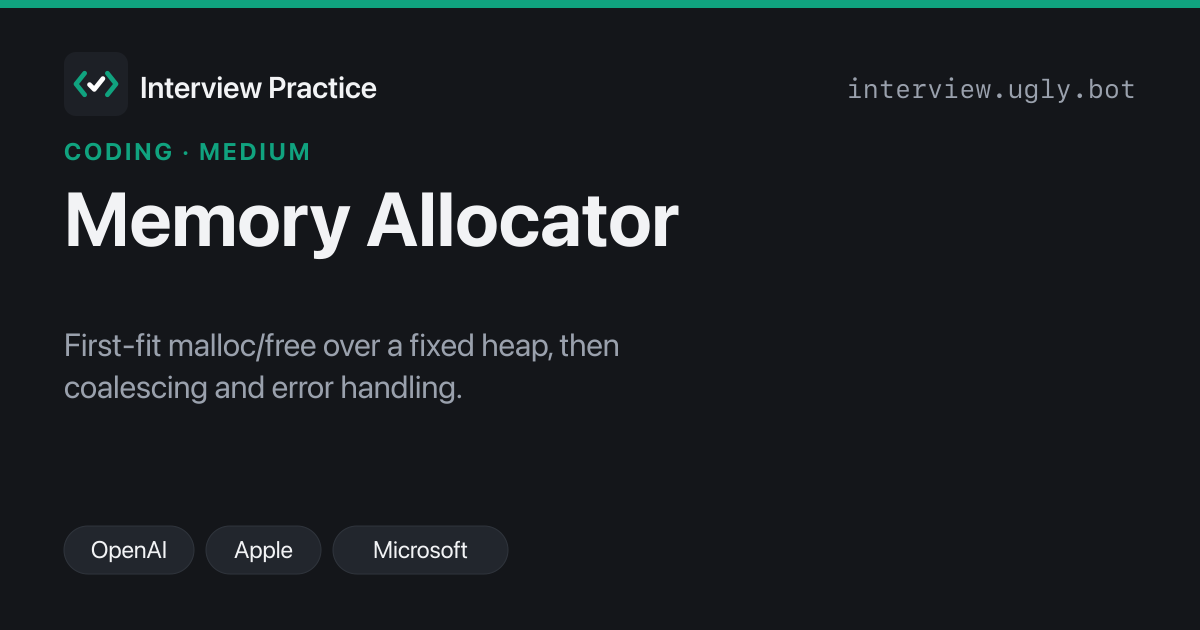 Interview Practice
interview.ugly.bot
CODING · MEDIUM
Memory Allocator
First-fit malloc/free over a fixed heap, then
coalescing and error handling.
OpenAI
Apple
Microsoft